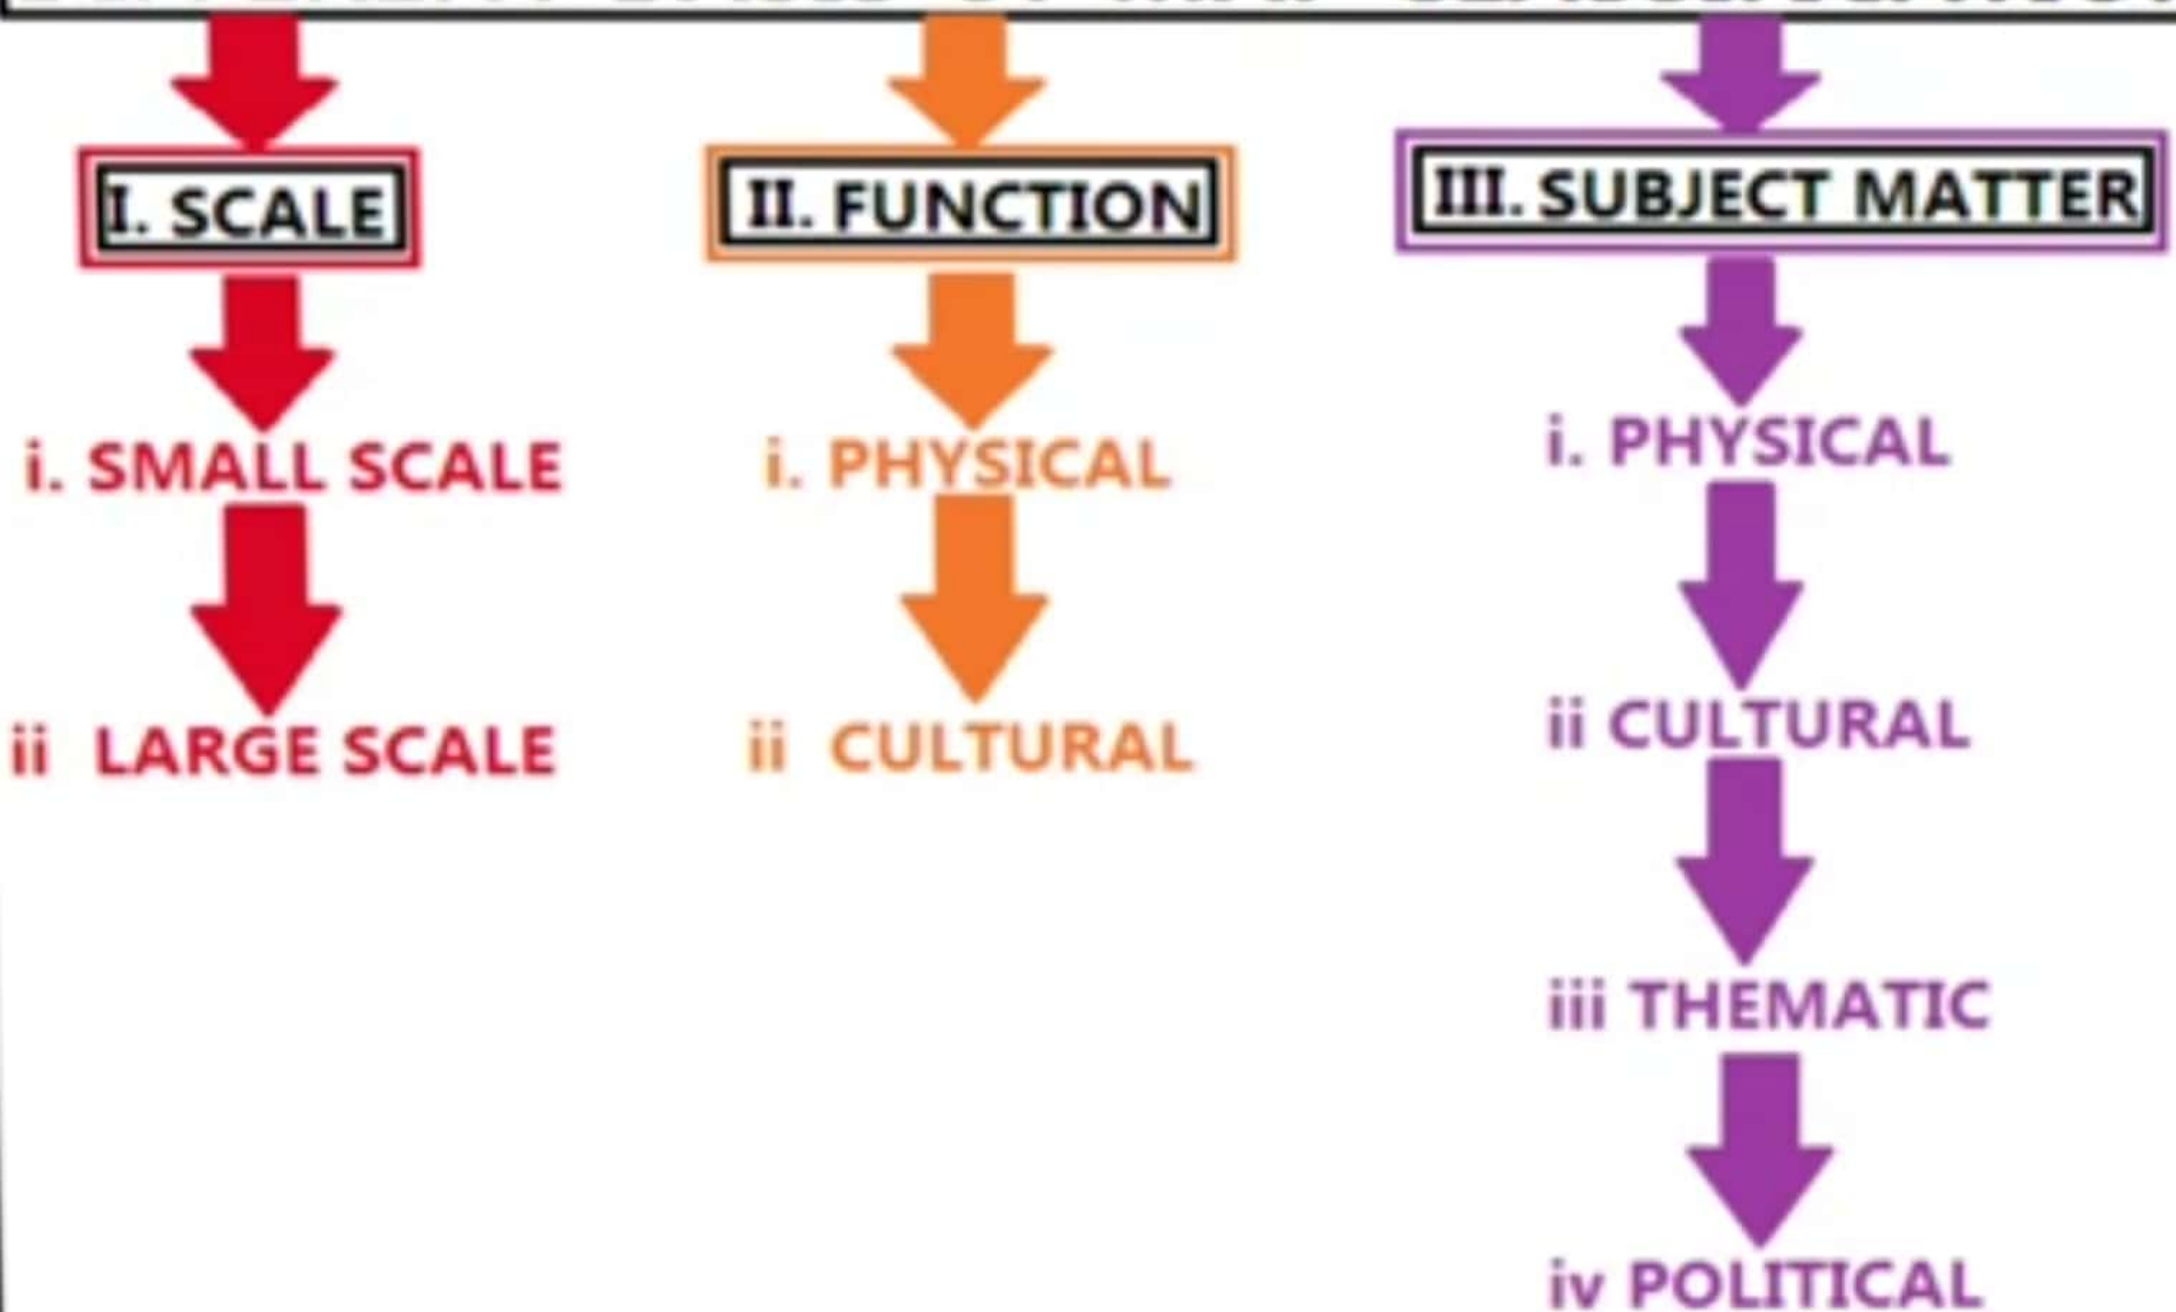 I. SCALE
i. SMALL SCALE
ii LARGE SCALE
II. FUNCTION
i. PHYSICAL
ii CULTURAL
III. SUBJECT MATTER
i. PHYSICAL
ii CULTURAL
iii THEMATIC
iv POLITICAL